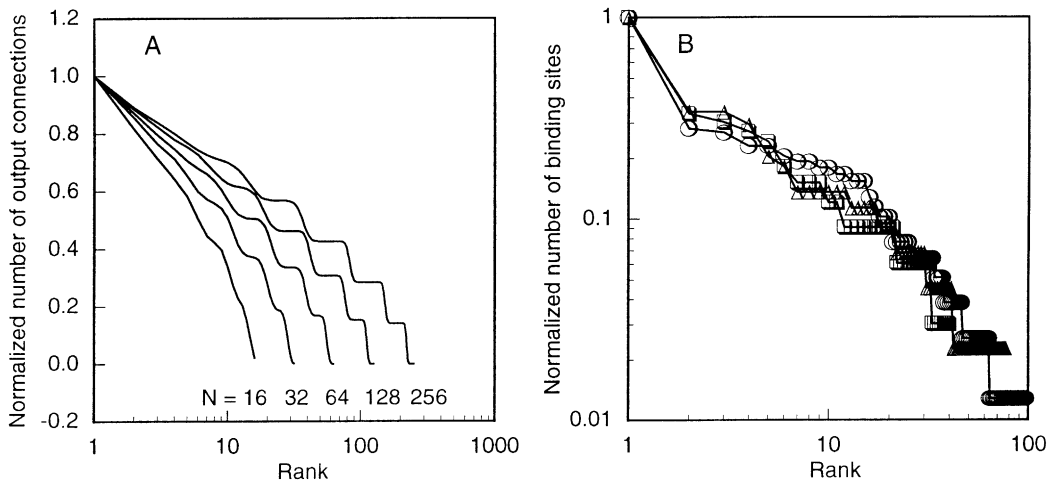 A
Normalized number of output connections
1.2
1.0
0.8
0.6
0.4
0.2
0.0
-0.2
N = 16 32 64 128 256
1 10 100 1000
Rank
B
Normalized number of binding sites
1
0.1
0.01
1 10 100
Rank